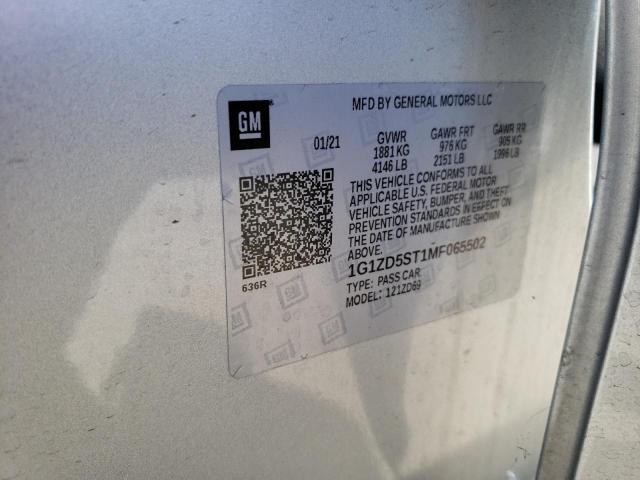 GM
MFD BY GENERAL MOTORS LLC
01/21 GVWR GAWR FRT GAWR RR
1881 KG 976 KG 905 KG
4146 LB 2151 LB 1996 LB
THIS VEHICLE CONFORMS TO ALL
APPLICABLE U.S. FEDERAL MOTOR
VEHICLE SAFETY, BUMPER, AND THEFT
PREVENTION STANDARDS IN EFFECT ON
THE DATE OF MANUFACTURE SHOWN
ABOVE.
1G1ZD5ST1MF065502
TYPE: PASS CAR
MODEL: 121ZD69
636R